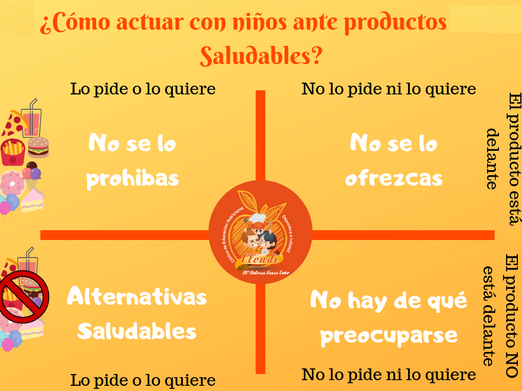 ¿Cómo actuar con niños ante productos
Saludables?
Lo pide o lo quiere
No lo pide ni lo quiere
No se lo
prohibas
No se lo
ofrezcas
El producto está
delante
Alternativas
Saludables
No hay de qué
preocuparse
El producto NO
está delante
Lo pide o lo quiere
No lo pide ni lo quiere